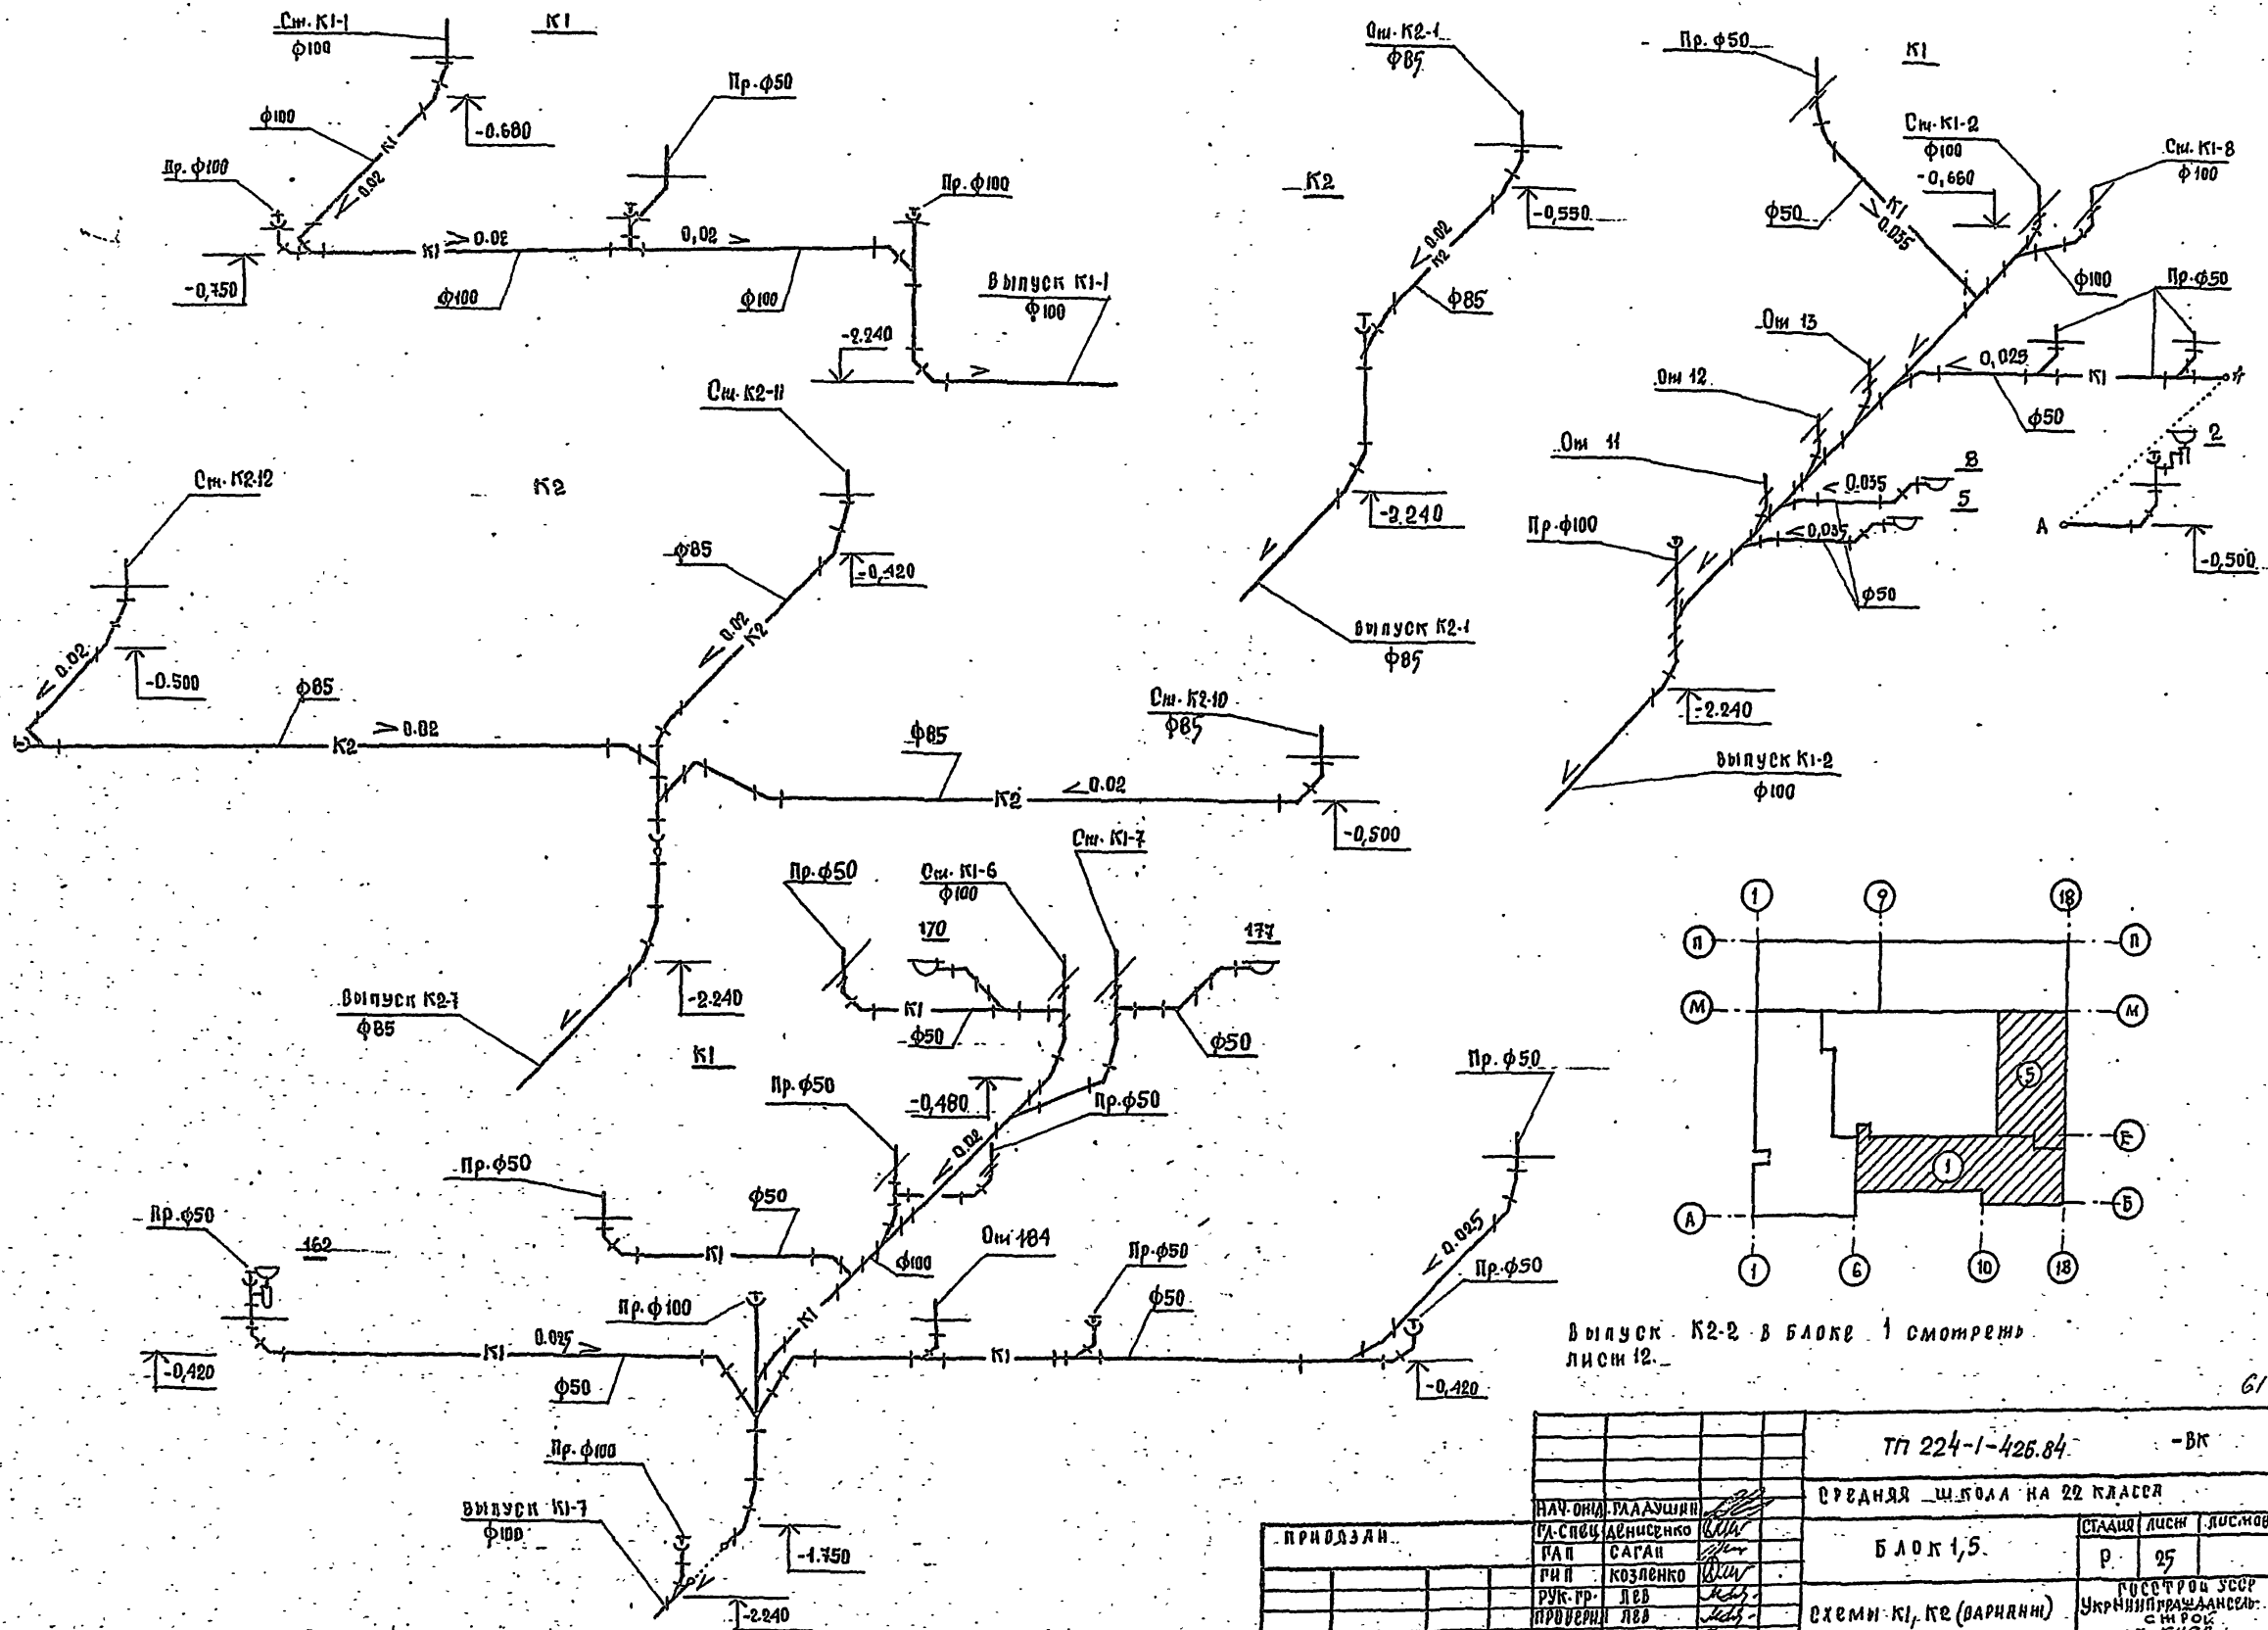 Ст. К1-1
ф100
К1
Пр. ф50
-0.680
ф100
К1
0.02
Пр. ф100
К1
0.02
0,02
Пр. ф100
-0,750
ф100
ф100
Выпуск К1-1
ф100
-2.240
От. К2-1
ф85
К2
-0,550
0.02
К2
ф85
-2.240
Выпуск К2-1
ф85
Пр. ф50
К1
Ст. К1-2
ф100
-0,660
Ст. К1-8
ф100
ф50
К1
0.035
ф100
Пр. ф50
От 13
0,025
К1
А
ф50
От 12
2
От 11
8
0.035
5
0,035
А
-0,500
Пр. ф100
ф50
-2.240
Выпуск К1-2
ф100
Ст. К2-11
Ст. К2-12
К2
ф85
-0,420
0.02
К2
0.02
-0.500
ф85
К2
0.02
Ст. К2-10
ф85
ф85
К2
0.02
-0,500
-2.240
Выпуск К2-7
ф85
К1
Ст. К1-7
Пр. ф50
Ст. К1-6
ф100
170
177
К1
ф50
ф50
-0,480
Пр. ф50
Пр. ф50
0.02
Пр. ф50
Пр. ф50
ф50
К1
ф100
Пр. ф50
162
От 184
Пр. ф50
0.025
Пр. ф50
Пр. ф100
К1
ф50
-0,420
К1
0.025
ф50
К1
-0,420
Пр. ф100
Выпуск К1-7
ф100
-1.750
-2.240
1
9
18
П
П
М
М
5
Е
1
Б
А
1
6
10
18
Выпуск К2-2 в блоке 1 смотреть
лист 12.
61
ТП 224-1-426.84 -ВК
СРЕДНЯЯ ШКОЛА НА 22 КЛАССА
БЛОК 1,5.
СТАДИЯ ЛИСТ ЛИСТОВ
Р 25
СХЕМЫ К1, К2 (ВАРИАНТ)
ГОССТРОЙ УССР
УКРНИИПГРАЖДАНСЕЛЬ-
СТРОЙ
ПРИВЯЗАН
НАЧ. ОТД. ГЛАДУШИН
ГЛ. СПЕЦ ДЕНИСЕНКО
ГАП САГАН
ГИП КОЗЛЕНКО
РУК. ГР. ЛЕВ
ПРОВЕРИЛ ЛЕВ